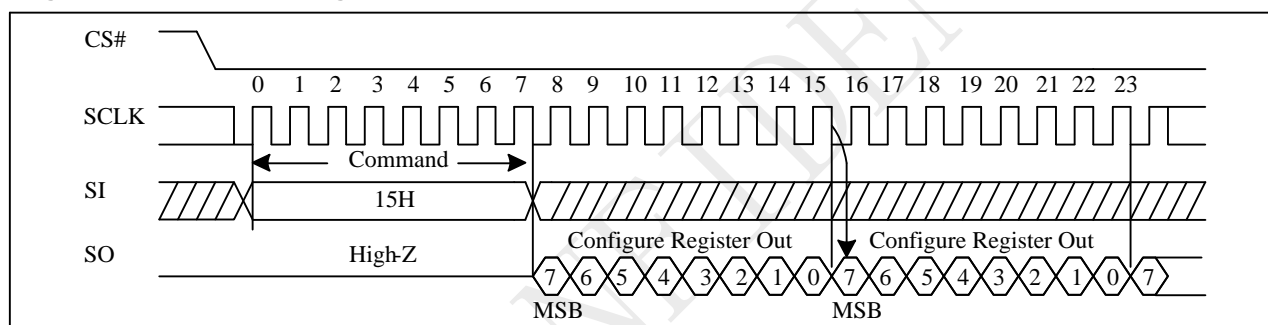 CS#
0 1 2 3 4 5 6 7 8 9 10 11 12 13 14 15 16 17 18 19 20 21 22 23
SCLK
Command
SI
15H
SO
High-Z
Configure Register Out
Configure Register Out
7 6 5 4 3 2 1 0 7 6 5 4 3 2 1 0 7
MSB
MSB